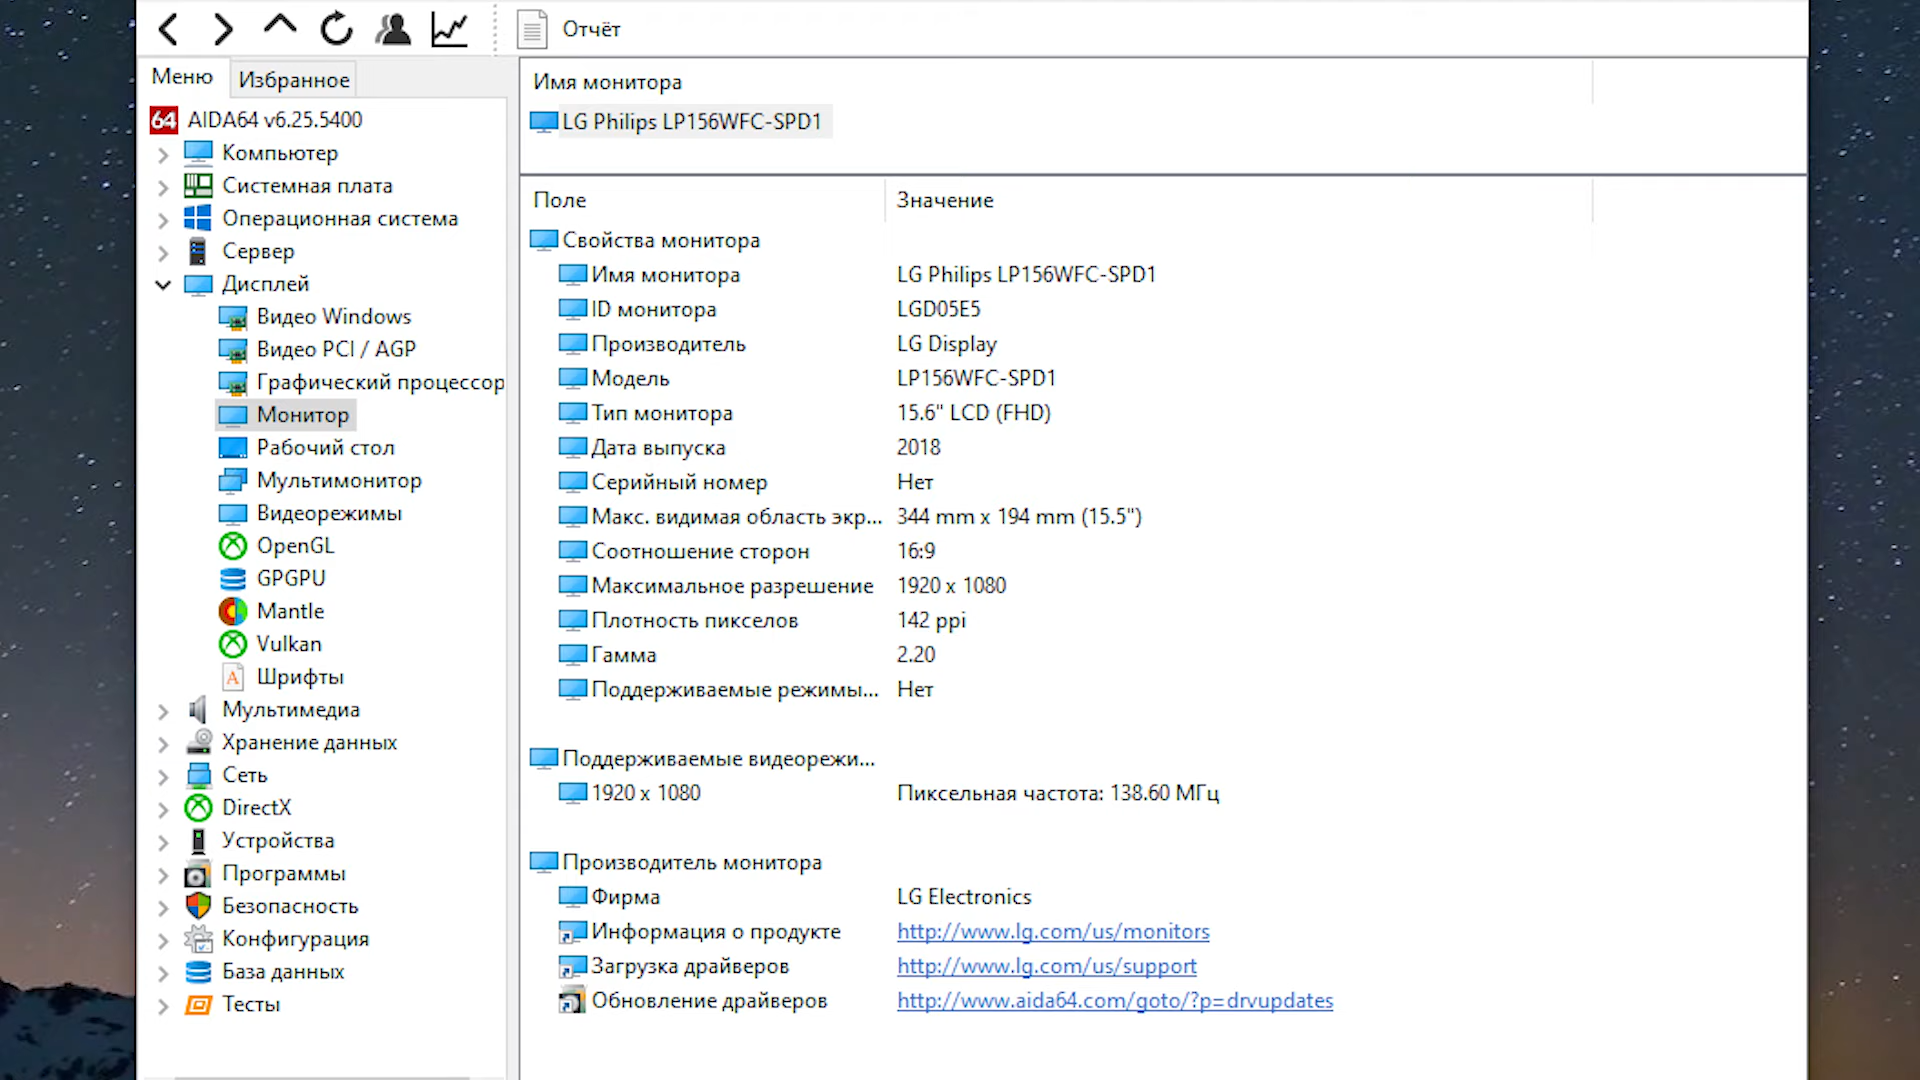 Отчёт
Меню
Избранное
AIDA64 v6.25.5400
Компьютер
Системная плата
Операционная система
Сервер
Дисплей
Видео Windows
Видео PCI / AGP
Графический процессор
Монитор
Рабочий стол
Мультимонитор
Видеорежимы
OpenGL
GPGPU
Mantle
Vulkan
Шрифты
Мультимедиа
Хранение данных
Сеть
DirectX
Устройства
Программы
Безопасность
Конфигурация
База данных
Тесты
Имя монитора
LG Philips LP156WFC-SPD1
Поле Значение
Свойства монитора
Имя монитора LG Philips LP156WFC-SPD1
ID монитора LGD05E5
Производитель LG Display
Модель LP156WFC-SPD1
Тип монитора 15.6" LCD (FHD)
Дата выпуска 2018
Серийный номер Нет
Макс. видимая область экр... 344 mm x 194 mm (15.5")
Соотношение сторон 16:9
Максимальное разрешение 1920 x 1080
Плотность пикселов 142 ppi
Гамма 2.20
Поддерживаемые режимы... Нет
Поддерживаемые видеорежи...
1920 x 1080 Пиксельная частота: 138.60 МГц
Производитель монитора
Фирма LG Electronics
Информация о продукте http://www.lg.com/us/monitors
Загрузка драйверов http://www.lg.com/us/support
Обновление драйверов http://www.aida64.com/goto/?p=drvupdates